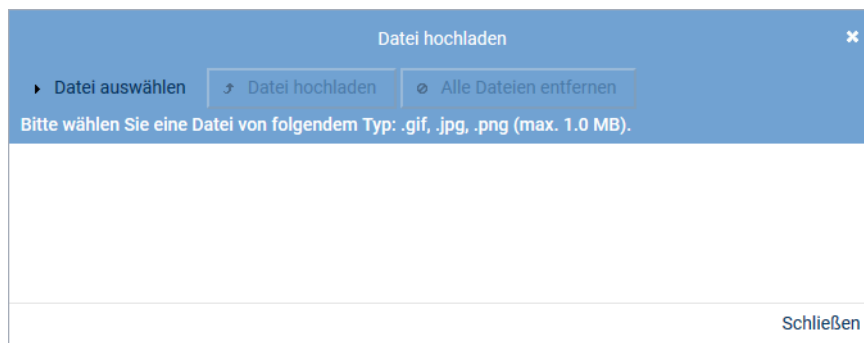 Datei hochladen
Datei auswählen Datei hochladen Alle Dateien entfernen
Bitte wählen Sie eine Datei von folgendem Typ: .gif, .jpg, .png (max. 1.0 MB).
Schließen